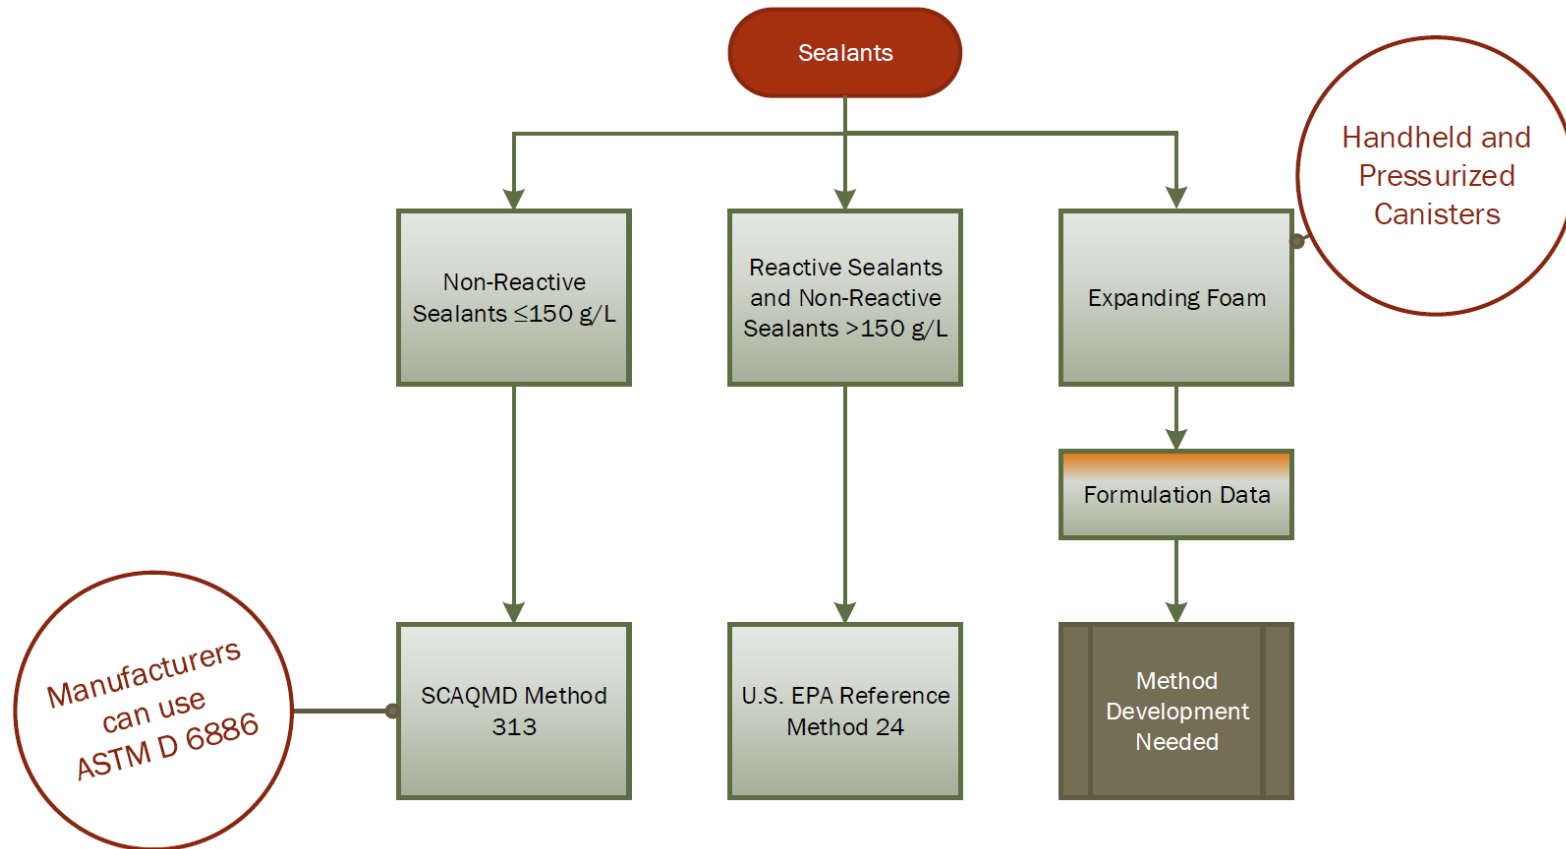 Sealants
Handheld and
Pressurized
Canisters
Non-Reactive
Sealants ≤150 g/L
Reactive Sealants
and Non-Reactive
Sealants >150 g/L
Expanding Foam
Formulation Data
Manufacturers
can use
ASTM D 6886
SCAQMD Method
313
U.S. EPA Reference
Method 24
Method
Development
Needed